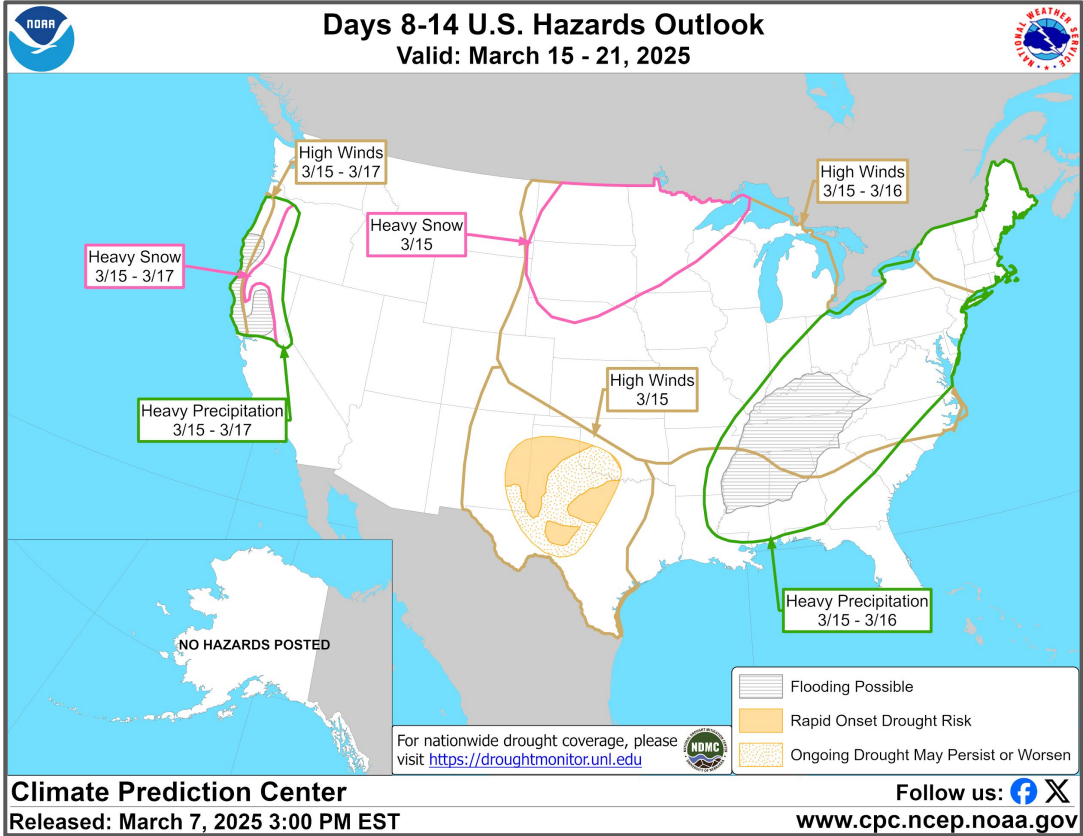 NOAA
Days 8-14 U.S. Hazards Outlook
Valid: March 15 - 21, 2025
NATIONAL WEATHER SERVICE
High Winds
3/15 - 3/17
High Winds
3/15 - 3/16
Heavy Snow
3/15
Heavy Snow
3/15 - 3/17
High Winds
3/15
Heavy Precipitation
3/15 - 3/17
Heavy Precipitation
3/15 - 3/16
NO HAZARDS POSTED
Flooding Possible
Rapid Onset Drought Risk
Ongoing Drought May Persist or Worsen
For nationwide drought coverage, please
visit https://droughtmonitor.unl.edu
NDMC
Climate Prediction Center
Follow us:
Released: March 7, 2025 3:00 PM EST
www.cpc.ncep.noaa.gov